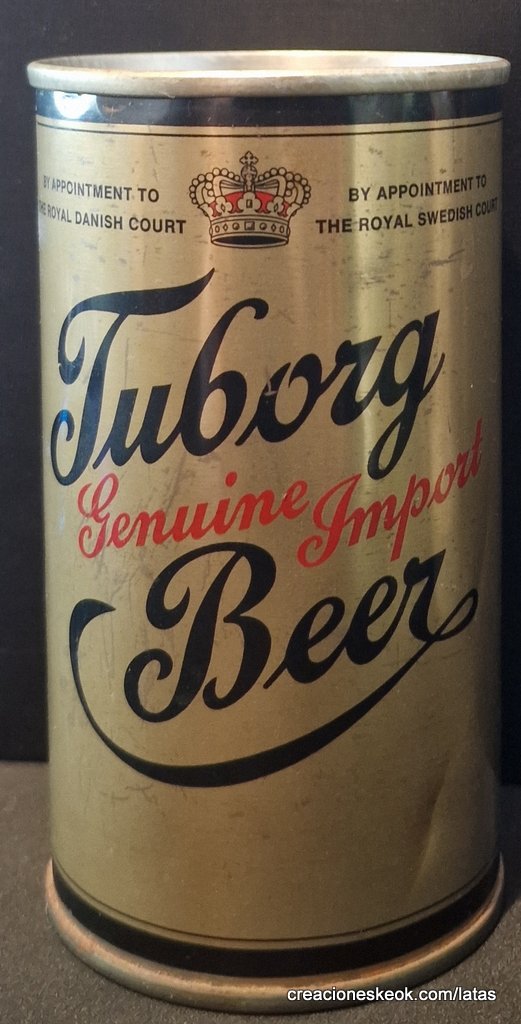 BY APPOINTMENT TO
THE ROYAL DANISH COURT
BY APPOINTMENT TO
THE ROYAL SWEDISH COURT
Tuborg
Genuine Import
Beer
creacioneskeok.com/latas